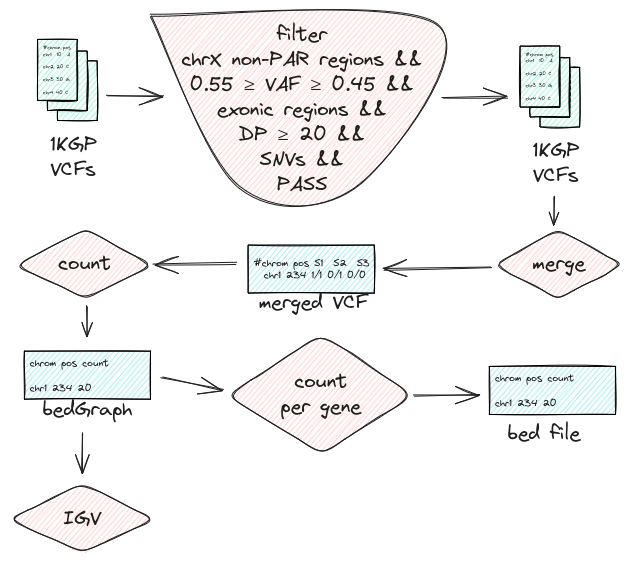 #chrom pos
chr1 10 A
chr2 20 C
chr3 30 G
chr4 40 C
1KGP
VCFs
filter
chrX non-PAR regions &&
0.55 ≥ VAF ≥ 0.45 &&
exonic regions &&
DP ≥ 20 &&
SNVs &&
PASS
#chrom pos
chr1 10 A
chr2 20 C
chr3 30 G
chr4 40 C
1KGP
VCFs
count
#chrom pos S1 S2 S3
chr1 234 1/1 0/1 0/0
merged VCF
merge
chrom pos count
chr1 234 20
bedGraph
count
per gene
chrom pos count
chr1 234 20
bed file
IGV